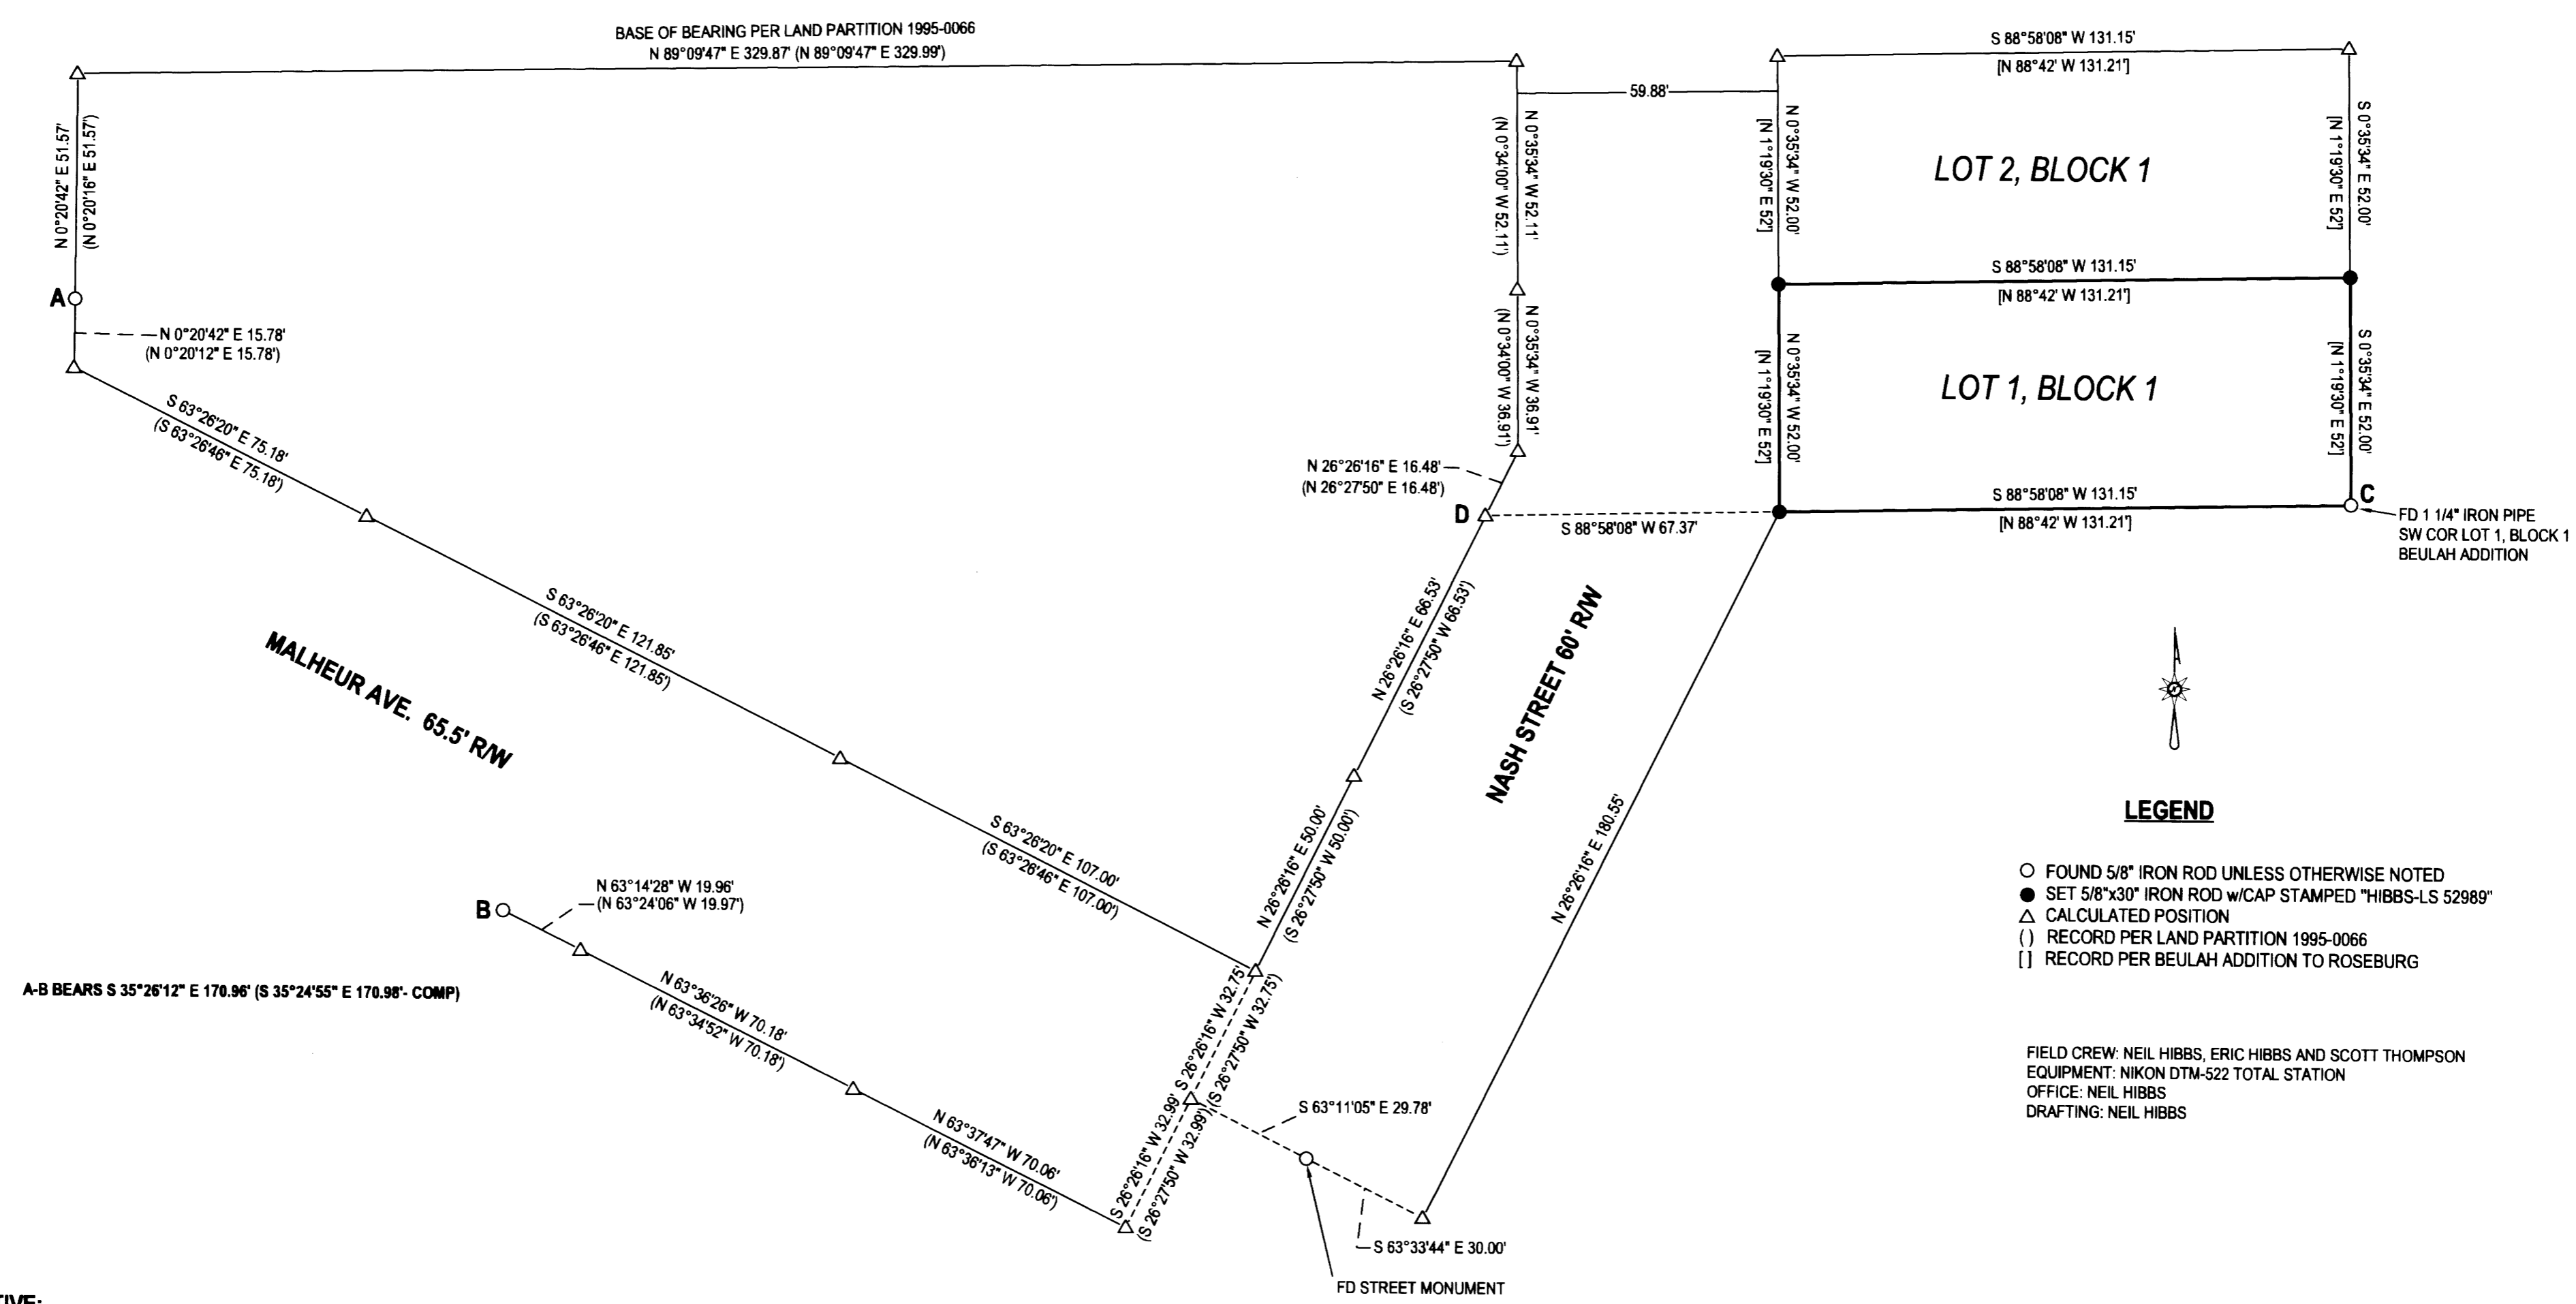 BASE OF BEARING PER LAND PARTITION 1995-0066
N 89°09'47" E 329.87' (N 89°09'47" E 329.99')
S 88°58'08" W 131.15'
[N 88°42' W 131.21']
59.88'
N 0°20'42" E 51.57'
(N 0°20'16" E 51.57')
N 0°35'34" W 52.11'
(N 0°34'00" W 52.11')
N 0°35'34" W 52.00'
[N 1°19'30" E 52']
LOT 2, BLOCK 1
S 0°35'34" E 52.00'
[N 1°19'30" E 52']
A
N 0°20'42" E 15.78'
(N 0°20'12" E 15.78')
S 88°58'08" W 131.15'
[N 88°42' W 131.21']
N 0°35'34" W 36.91'
(N 0°34'00" W 36.91')
N 0°35'34" W 52.00'
[N 1°19'30" E 52']
LOT 1, BLOCK 1
S 0°35'34" E 52.00'
[N 1°19'30" E 52']
S 63°26'20" E 75.18'
(S 63°26'46" E 75.18')
N 26°26'16" E 16.48'
(N 26°27'50" E 16.48')
D
S 88°58'08" W 67.37'
S 88°58'08" W 131.15'
[N 88°42' W 131.21']
C
FD 1 1/4" IRON PIPE
SW COR LOT 1, BLOCK 1
BEULAH ADDITION
S 63°26'20" E 121.85'
(S 63°26'46" E 121.85')
N 26°26'16" E 66.53'
(S 26°27'50" W 66.53')
NASH STREET 60' R/W
MALHEUR AVE. 65.5' R/W
S 63°26'20" E 107.00'
(S 63°26'46" E 107.00')
N 26°26'16" E 50.00'
(S 26°27'50" W 50.00')
N 26°26'16" E 180.55'
LEGEND
FOUND 5/8" IRON ROD UNLESS OTHERWISE NOTED
SET 5/8"x30" IRON ROD w/CAP STAMPED "HIBBS-LS 52989"
CALCULATED POSITION
( ) RECORD PER LAND PARTITION 1995-0066
[ ] RECORD PER BEULAH ADDITION TO ROSEBURG
B
N 63°14'28" W 19.96'
(N 63°24'06" W 19.97')
A-B BEARS S 35°26'12" E 170.96' (S 35°24'55" E 170.98'- COMP)
N 63°36'26" W 70.18'
(N 63°34'52" W 70.18')
S 26°26'16" W 32.75'
(S 26°27'50" W 32.75')
N 63°37'47" W 70.06'
(N 63°36'13" W 70.06')
S 26°26'16" W 32.99'
(S 26°27'50" W 32.99')
S 63°11'05" E 29.78'
S 63°33'44" E 30.00'
FD STREET MONUMENT
FIELD CREW: NEIL HIBBS, ERIC HIBBS AND SCOTT THOMPSON
EQUIPMENT: NIKON DTM-522 TOTAL STATION
OFFICE: NEIL HIBBS
DRAFTING: NEIL HIBBS